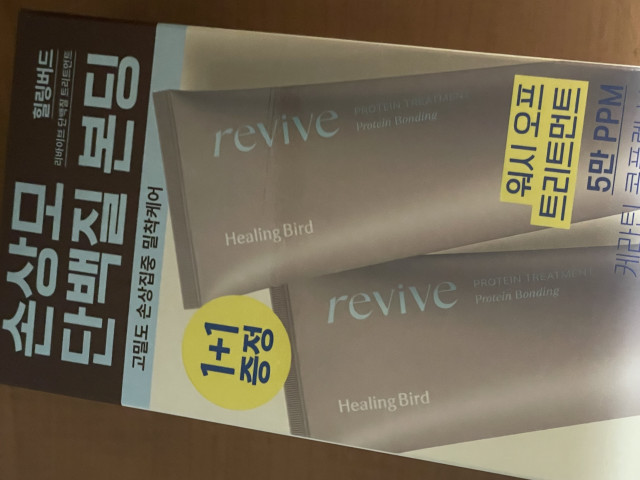 힐링버드
리바이브 단백질 트리트먼트
손상모
단백질 본딩
고밀도 손상집중 밀착케어
revive
PROTEIN TREATMENT
Protein Bonding
Healing Bird
revive
PROTEIN TREATMENT
Protein Bonding
Healing Bird
1+1
증정
워시 오프
트리트먼트
5만 PPM
케라틴